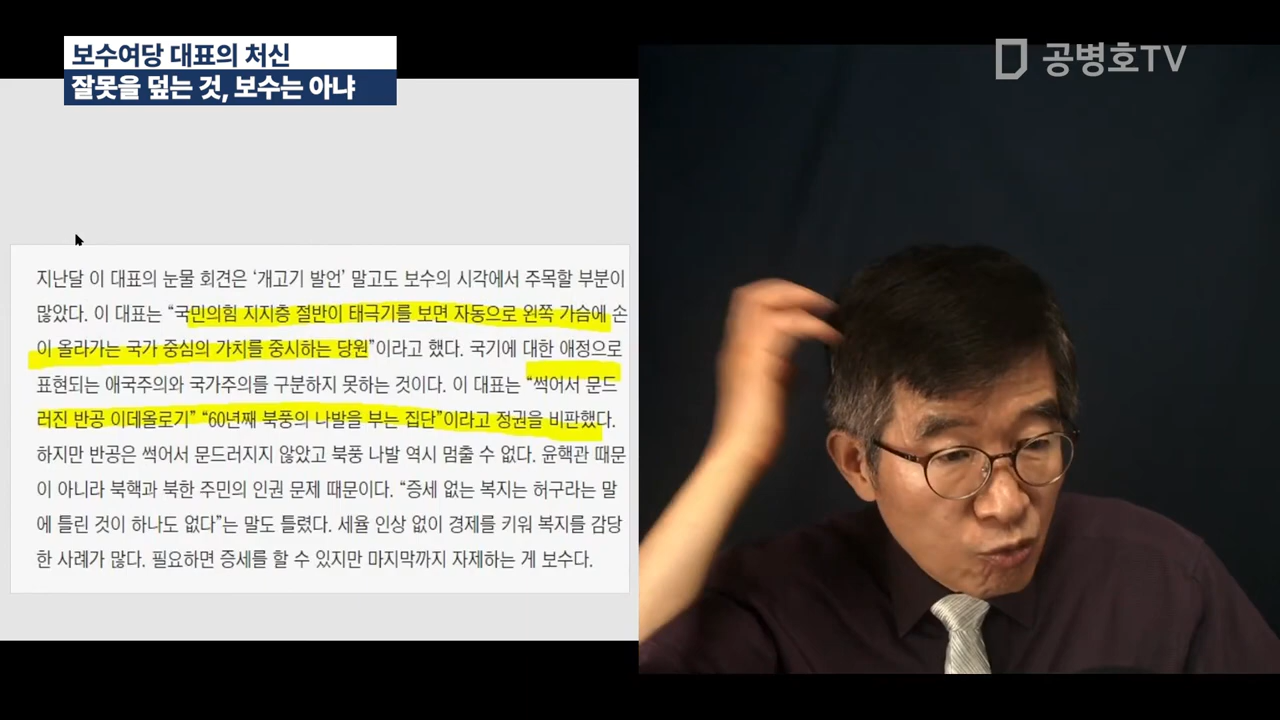 보수여당 대표의 처신
잘못을 덮는 것, 보수는 아냐
공병호TV
지난달 이 대표의 눈물 회견은 ‘개고기 발언’ 말고도 보수의 시각에서 주목할 부분이
많았다. 이 대표는 “국민의힘 지지층 절반이 태극기를 보면 자동으로 왼쪽 가슴에 손
이 올라가는 국가 중심의 가치를 중시하는 당원”이라고 했다. 국기에 대한 애정으로
표현되는 애국주의와 국가주의를 구분하지 못하는 것이다. 이 대표는 “썩어서 문드
러진 반공 이데올로기” “60년째 북풍의 나발을 부는 집단”이라고 정권을 비판했다.
하지만 반공은 썩어서 문드러지지 않았고 북풍 나발 역시 멈출 수 없다. 윤핵관 때문
이 아니라 북핵과 북한 주민의 인권 문제 때문이다. “증세 없는 복지는 허구라는 말
에 틀린 것이 하나도 없다”는 말도 틀렸다. 세율 인상 없이 경제를 키워 복지를 감당
한 사례가 많다. 필요하면 증세를 할 수 있지만 마지막까지 자제하는 게 보수다.